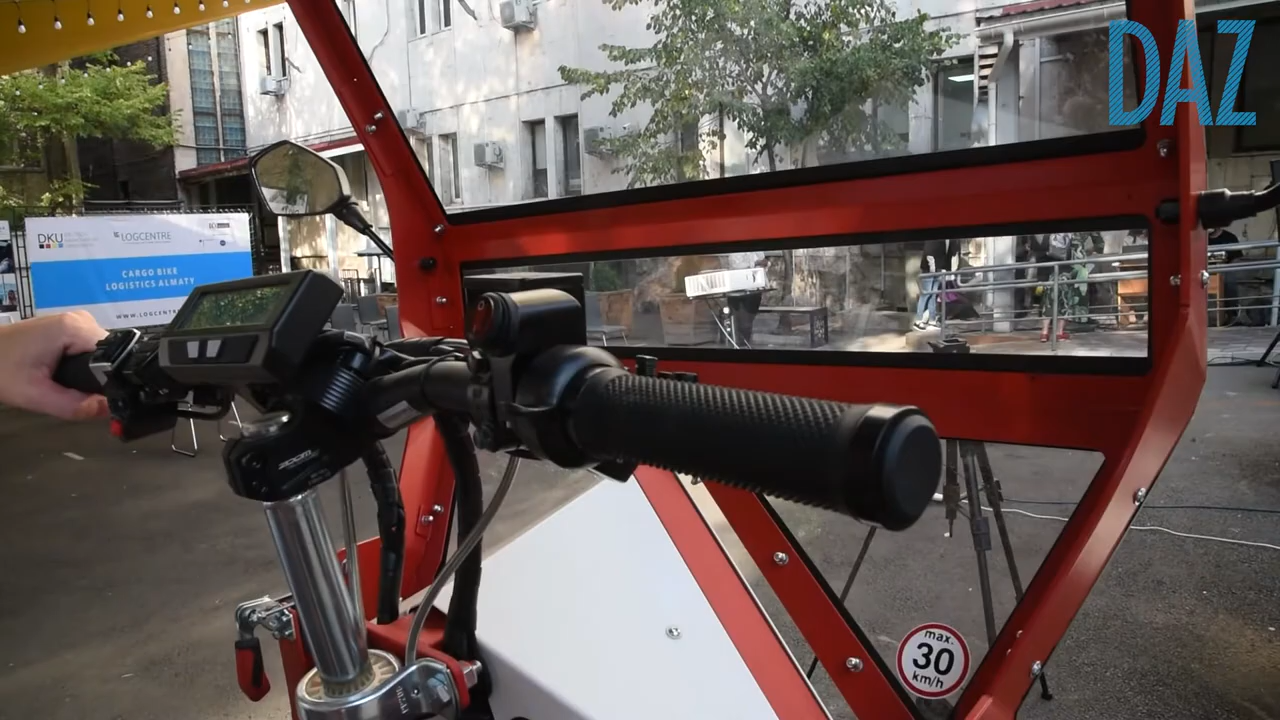 DAZ
DKU
LOGCENTRE
CARGO BIKE
LOGISTICS ALMATY
WWW.LOGCENTRE
ZOOM
max.
30
km/h